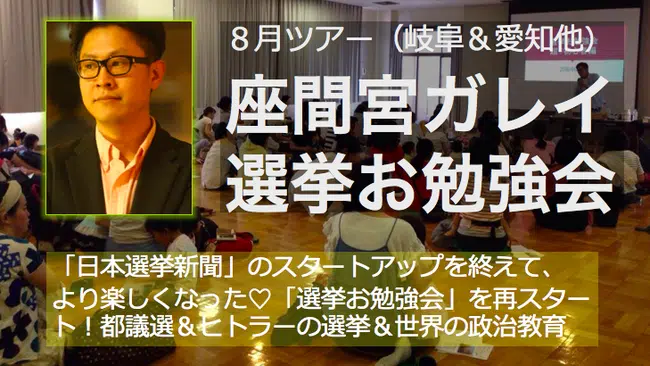 ８月ツアー（岐阜＆愛知他）
座間宮ガレイ
選挙お勉強会
「日本選挙新聞」のスタートアップを終えて、
より楽しくなった♡「選挙お勉強会」を再スター
ト！都議選＆ヒトラーの選挙＆世界の政治教育